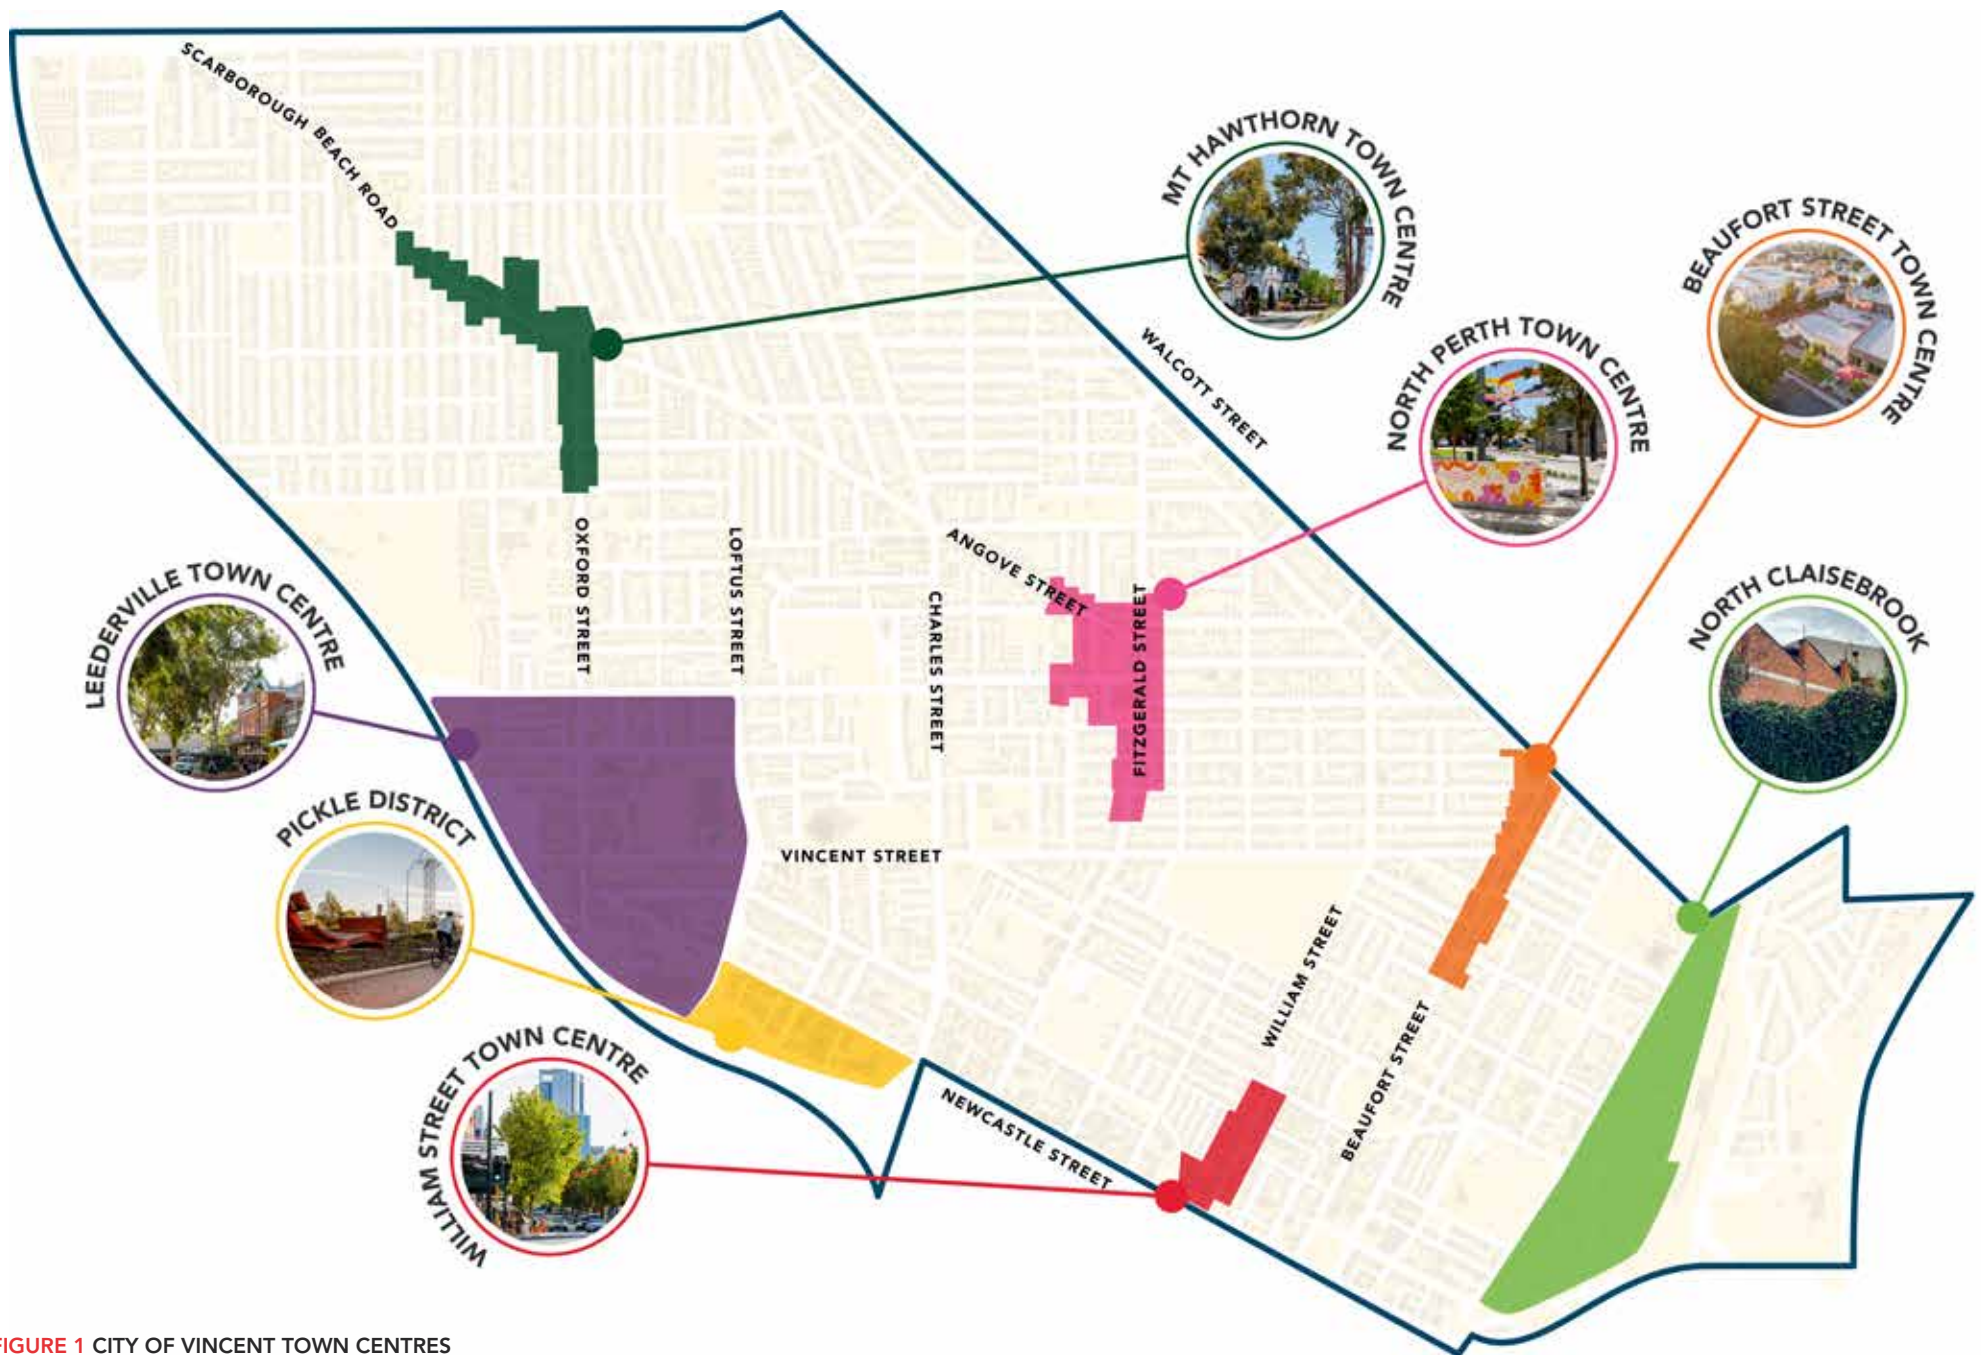 SCARBOROUGH BEACH ROAD
MT HAWTHORN TOWN CENTRE
BEAUFORT STREET TOWN CENTRE
WALCOTT STREET
NORTH PERTH TOWN CENTRE
OXFORD STREET
LOFTUS STREET
CHARLES STREET
ANGOVE STREET
FITZGERALD STREET
NORTH CLAISEBROOK
LEEDERVILLE TOWN CENTRE
PICKLE DISTRICT
VINCENT STREET
WILLIAM STREET
BEAUFORT STREET
WILLIAM STREET TOWN CENTRE
NEWCASTLE STREET
FIGURE 1 CITY OF VINCENT TOWN CENTRES